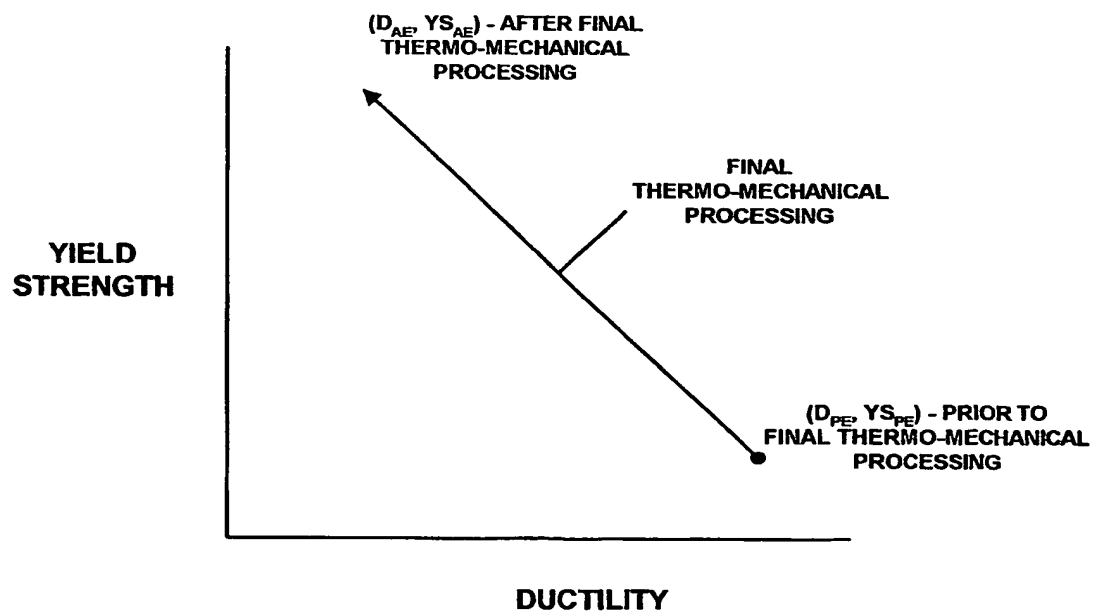 (D_AE, YS_AE) - AFTER FINAL
THERMO-MECHANICAL
PROCESSING
FINAL
THERMO-MECHANICAL
PROCESSING
YIELD
STRENGTH
(D_PE, YS_PE) - PRIOR TO
FINAL THERMO-MECHANICAL
PROCESSING
DUCTILITY